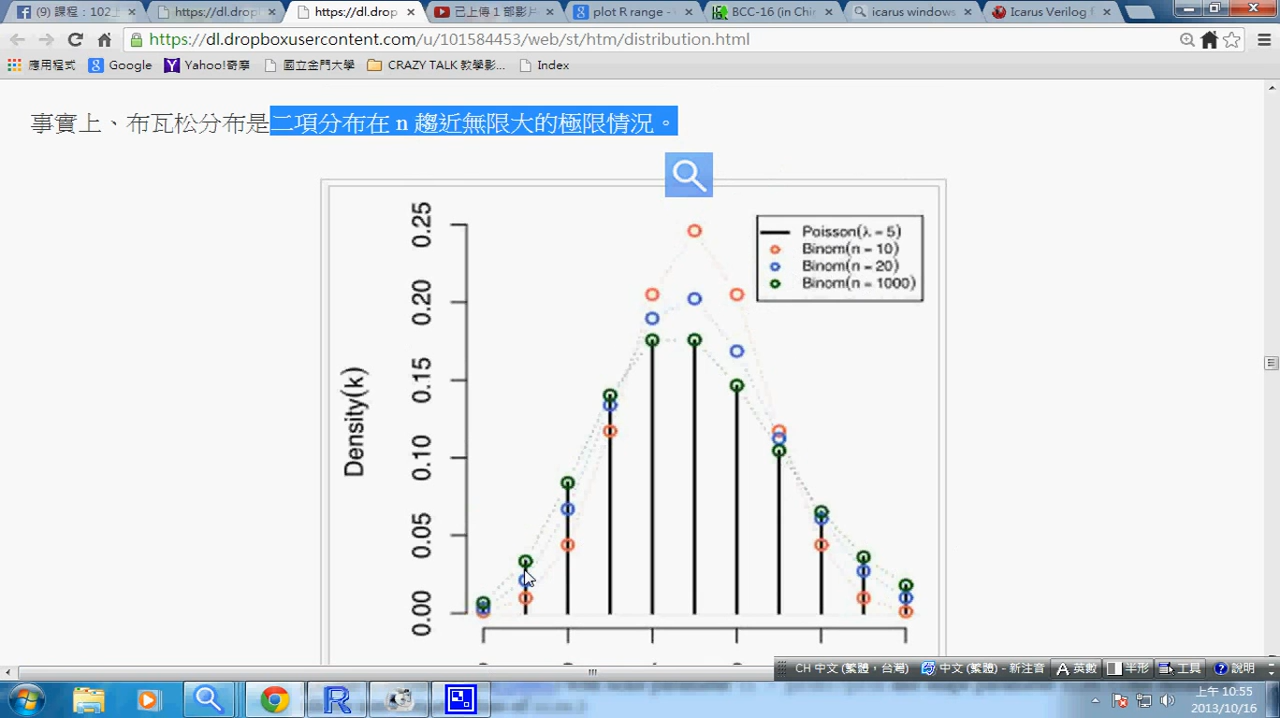 (9) 課程：102上
https://dl.dropb
https://dl.drop
己上傳 1 部影片
plot R range - V
BCC-16 (in Chin
icarus windows
Icarus Verilog f
https://dl.dropboxusercontent.com/u/101584453/web/st/htm/distribution.html
應用程式
Google
Yahoo!奇摩
國立金門大學
CRAZY TALK 教學影...
Index
事實上、布瓦松分布是二項分布在 n 趨近無限大的極限情況。
Poisson(λ = 5)
Binom(n = 10)
Binom(n = 20)
Binom(n = 1000)
Density(k)
0.25
0.20
0.15
0.10
0.05
0.00
CH 中文 (繁體，台灣)
中文 (繁體) - 新注音
A 英數
半形
工具
說明
上午 10:55
2013/10/16